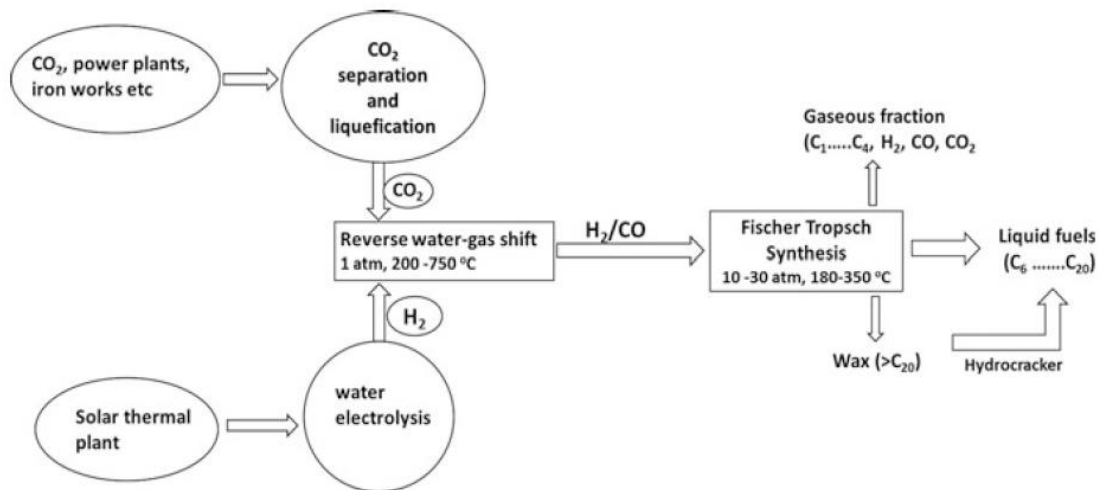 CO₂, power plants,
iron works etc
CO₂
separation
and
liquefication
CO₂
Reverse water-gas shift
1 atm, 200 -750 ⁰C
H₂
Solar thermal
plant
water
electrolysis
H₂/CO
Fischer Tropsch
Synthesis
10 -30 atm, 180-350 ⁰C
Gaseous fraction
(C₁.....C₄, H₂, CO, CO₂
Liquid fuels
(C₆ .......C₂₀)
Wax (>C₂₀)
Hydrocracker